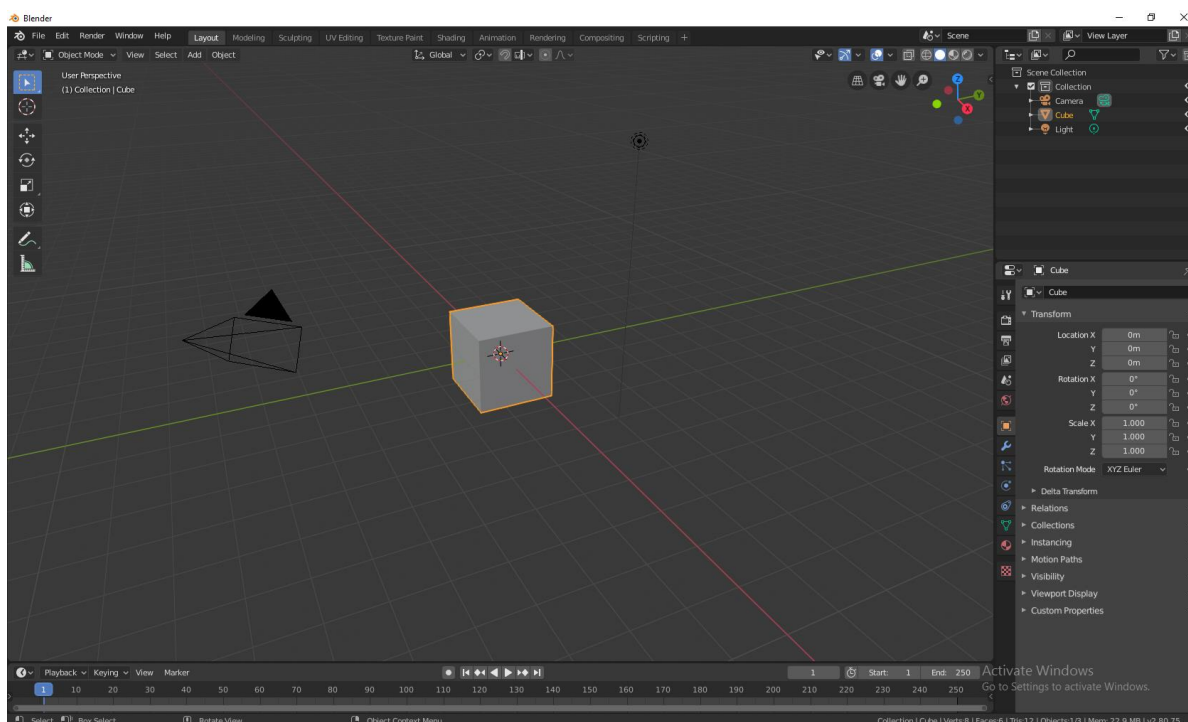 Blender
File Edit Render Window Help Layout Modeling Sculpting UV Editing Texture Paint Shading Animation Rendering Compositing Scripting + Scene View Layer
Object Mode View Select Add Object Global
User Perspective
(1) Collection | Cube
Z
Y
X
Scene Collection
Collection
Camera
Cube
Light
Cube
Cube
Transform
Location X 0m
Y 0m
Z 0m
Rotation X 0°
Y 0°
Z 0°
Scale X 1.000
Y 1.000
Z 1.000
Rotation Mode XYZ Euler
Delta Transform
Relations
Collections
Instancing
Motion Paths
Visibility
Viewport Display
Custom Properties
Playback Keying View Marker 1 Start: 1 End: 250
1 10 20 30 40 50 60 70 80 90 100 110 120 130 140 150 160 170 180 190 200 210 220 230 240 250
Activate Windows
Go to Settings to activate Windows.
Select Box Select Rotate View Object Context Menu Collection | Cube | Verts:8 | Faces:6 | Tris:12 | Objects:1/3 | Mem: 22.9 MB | v2.80.75